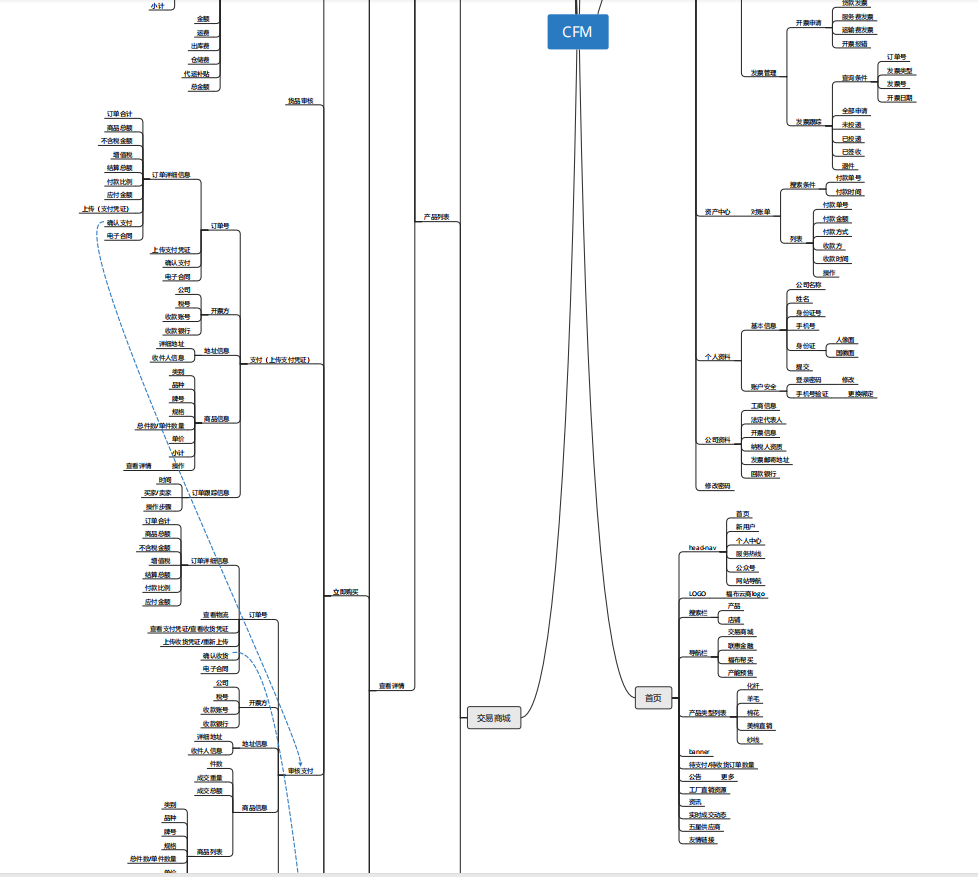 CFM
小计
金额
运费
出库费
仓储费
代运补贴
总金额
货品审核
产品列表
订单合计
商品总额
不含税金额
增值税
结算总额
付款比例
应付金额
上传（支付凭证）
确认支付
电子合同
订单详细信息
订单号
上传支付凭证
确认支付
电子合同
公司
税号
收款账号
收款银行
开票方
详细地址
收件人信息
地址信息
支付（上传支付凭证）
类别
品种
牌号
规格
总件数/单件数量
单价
小计
查看详情
操作
商品信息
时间
买家/卖家
操作步骤
订单跟踪信息
订单合计
商品总额
不含税金额
增值税
结算总额
付款比例
应付金额
订单详细信息
立即购买
查看物流
订单号
查看支付凭证/查看收货凭证
上传收货凭证/重新上传
确认收货
电子合同
公司
税号
收款账号
收款银行
开票方
查看详情
交易商城
详细地址
收件人信息
地址信息
件数
成交重量
成交总额
审核支付
商品信息
类别
品种
牌号
规格
总件数/单件数量
单价
商品列表
贷款发票
服务费发票
运输费发票
开票报销
开票申请
发票管理
订单号
发票类型
发票号
开票日期
查询条件
发票跟踪
全部申请
未投递
已投递
已签收
退件
资产中心
对账单
搜索条件
付款单号
付款时间
列表
付款单号
付款金额
付款方式
收款方
收款时间
操作
个人资料
基本信息
公司名称
姓名
身份证号
手机号
身份证
人像面
国徽面
提交
账户安全
登录密码
修改
手机号验证
更换绑定
公司资料
工商信息
法定代表人
开票信息
纳税人资质
发票邮寄地址
回款银行
修改密码
首页
head-nav
首页
新用户
个人中心
服务热线
公众号
网站导航
LOGO
福布云商logo
搜索栏
产品
店铺
导航栏
交易商城
联惠金融
福布帮买
产能预售
产品类型列表
化纤
羊毛
棉花
美棉直销
纱线
banner
待支付/待收货订单数量
公告
更多
工厂直销资源
资讯
实时成交动态
五星供应商
友情链接